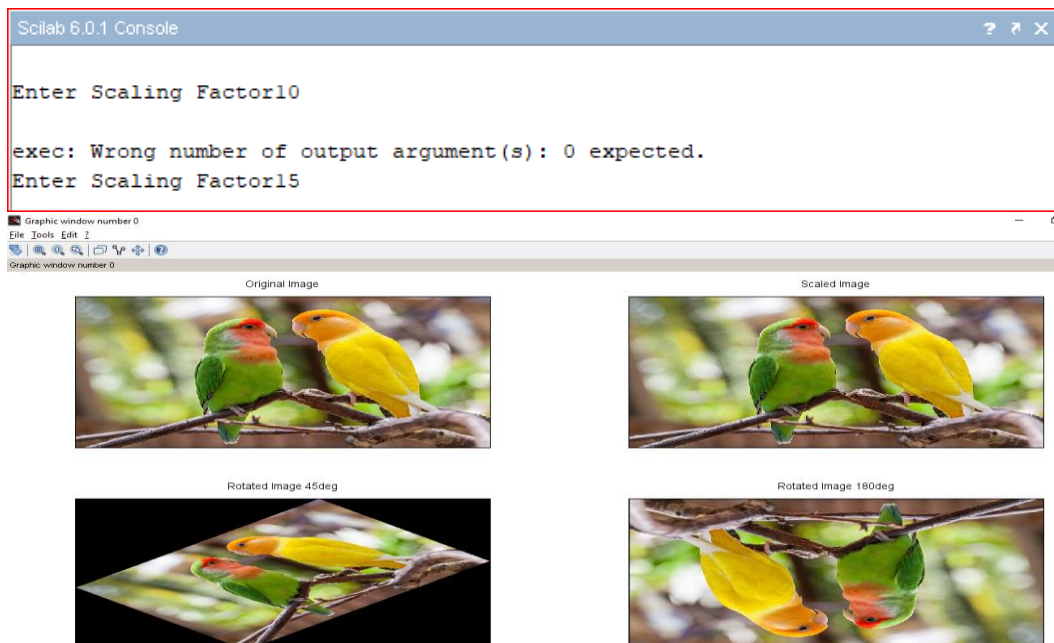 Scilab 6.0.1 Console ?
Enter Scaling Factor10
exec: Wrong number of output argument(s): 0 expected.
Enter Scaling Factor15
Graphic window number 0
File Tools Edit ?
Graphic window number 0
Original Image
Scaled Image
Rotated Image 45deg
Rotated Image 180deg